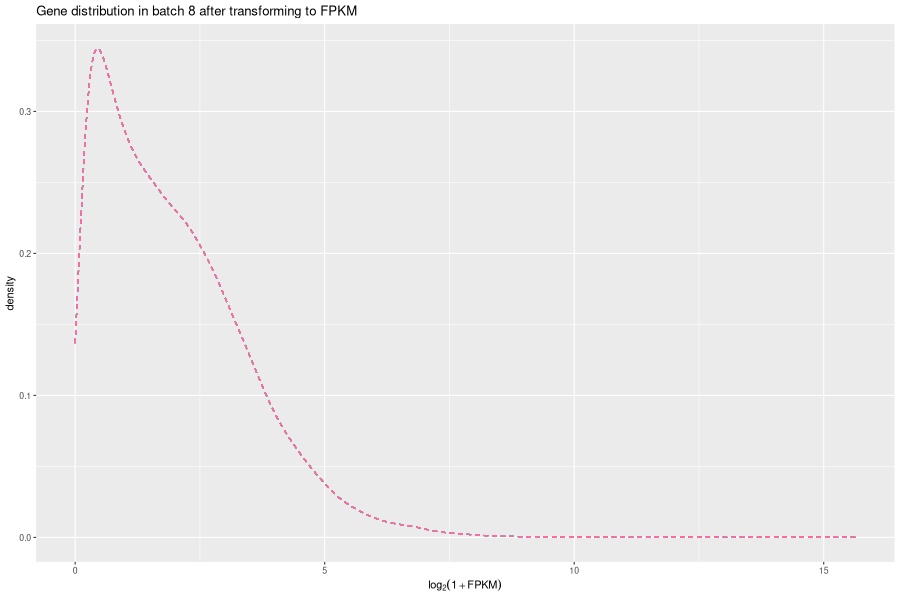 Gene distribution in batch 8 after transforming to FPKM
density
0.3
0.2
0.1
0.0
0 5 10 15
log₂(1+FPKM)